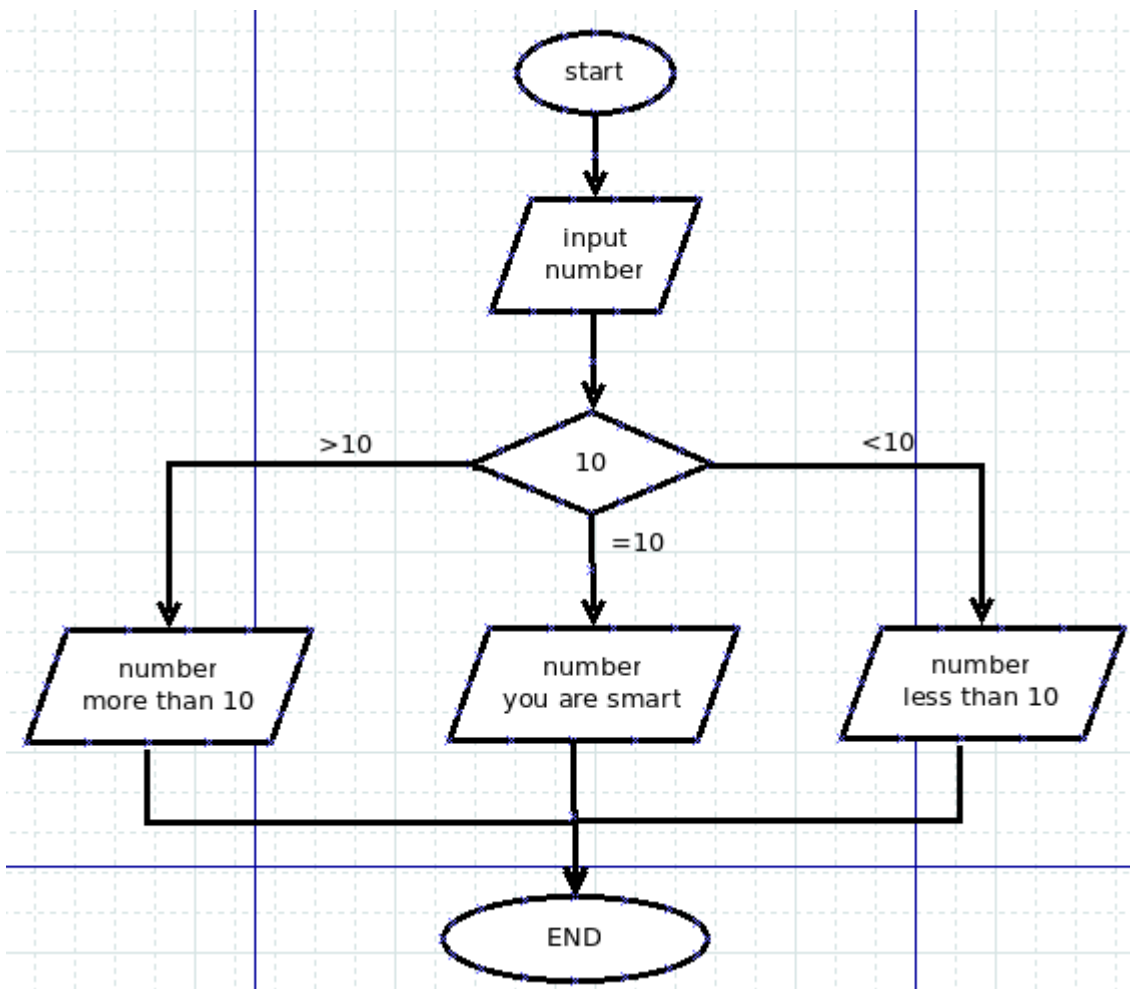 start
input
number
>10
10
<10
=10
number
more than 10
number
you are smart
number
less than 10
END